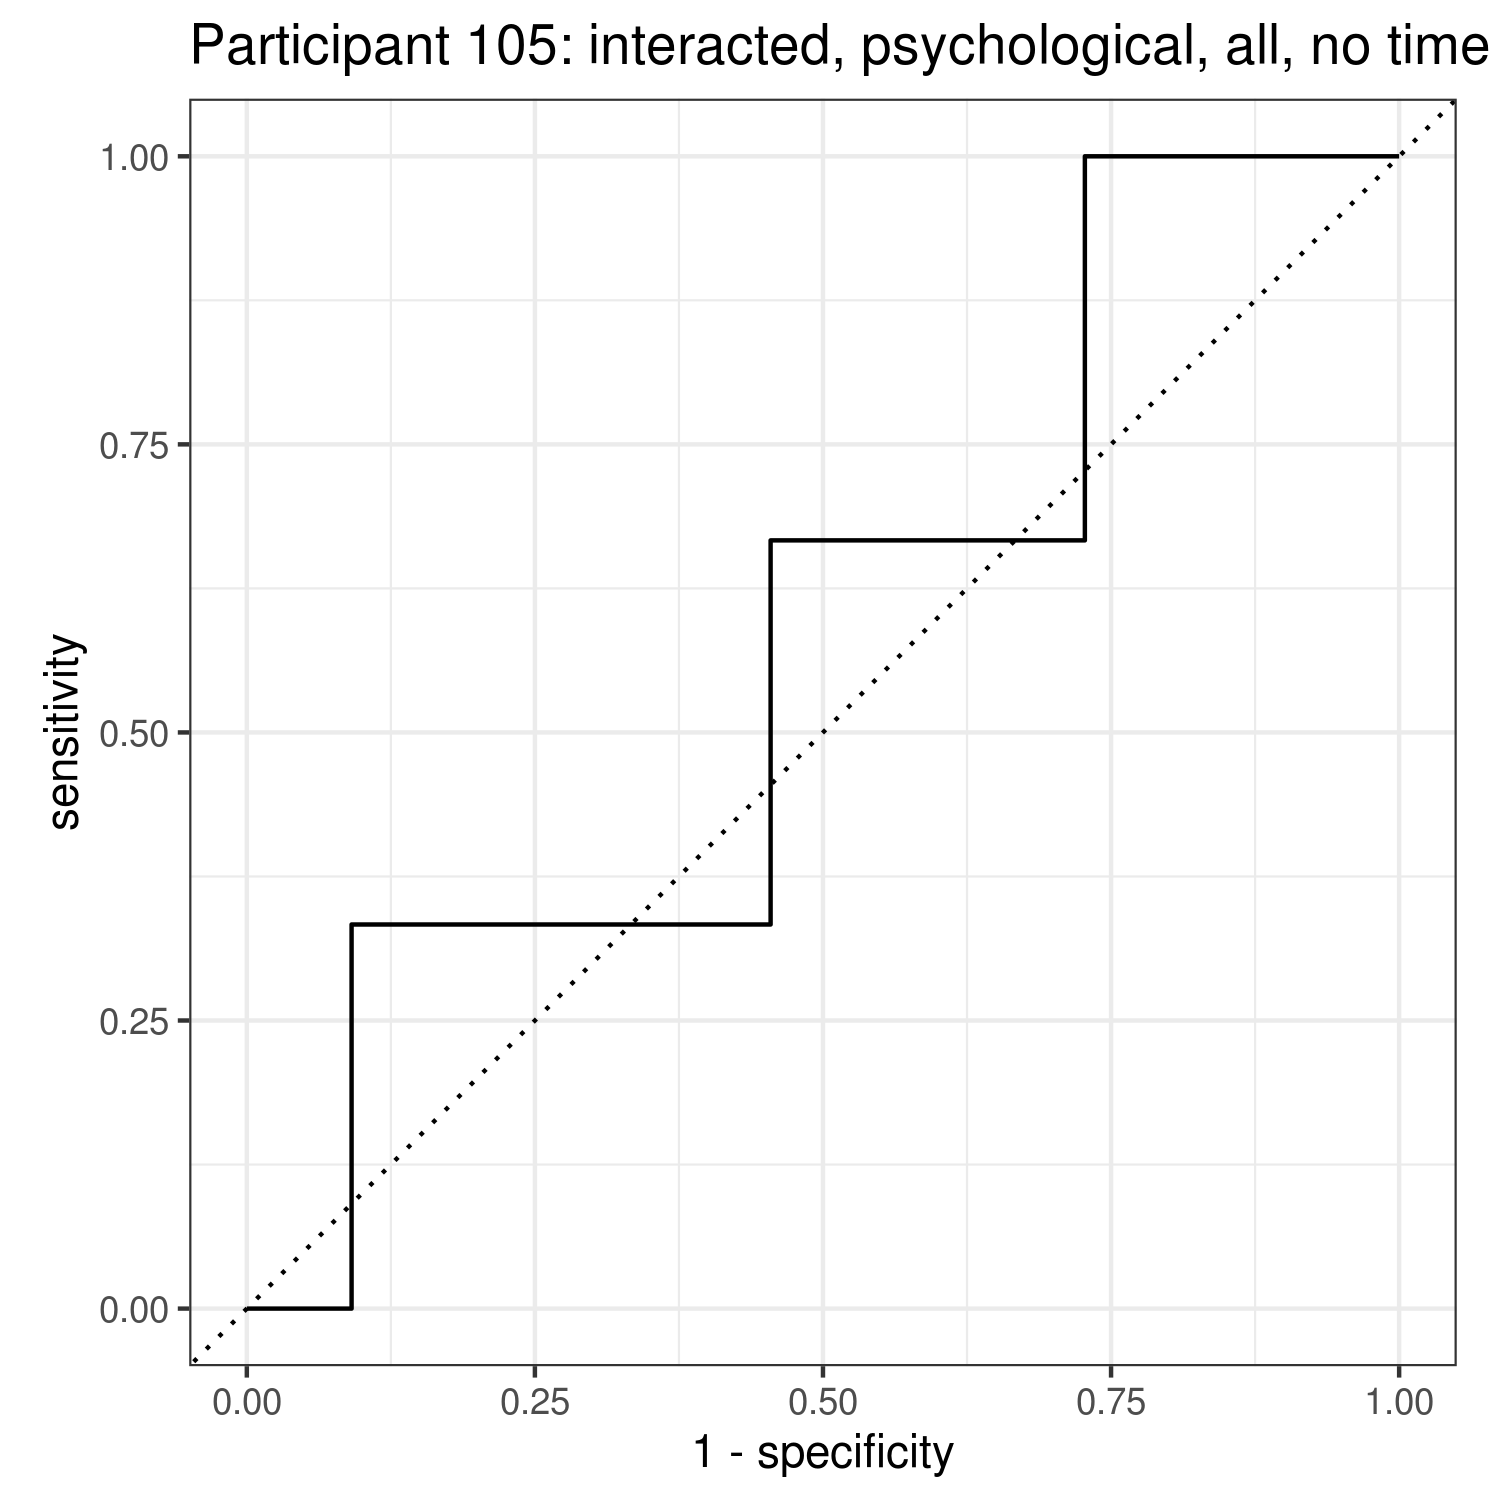 Participant 105: interacted, psychological, all, no time
1.00
0.75
0.50
0.25
0.00
sensitivity
0.00 0.25 0.50 0.75 1.00
1 - specificity